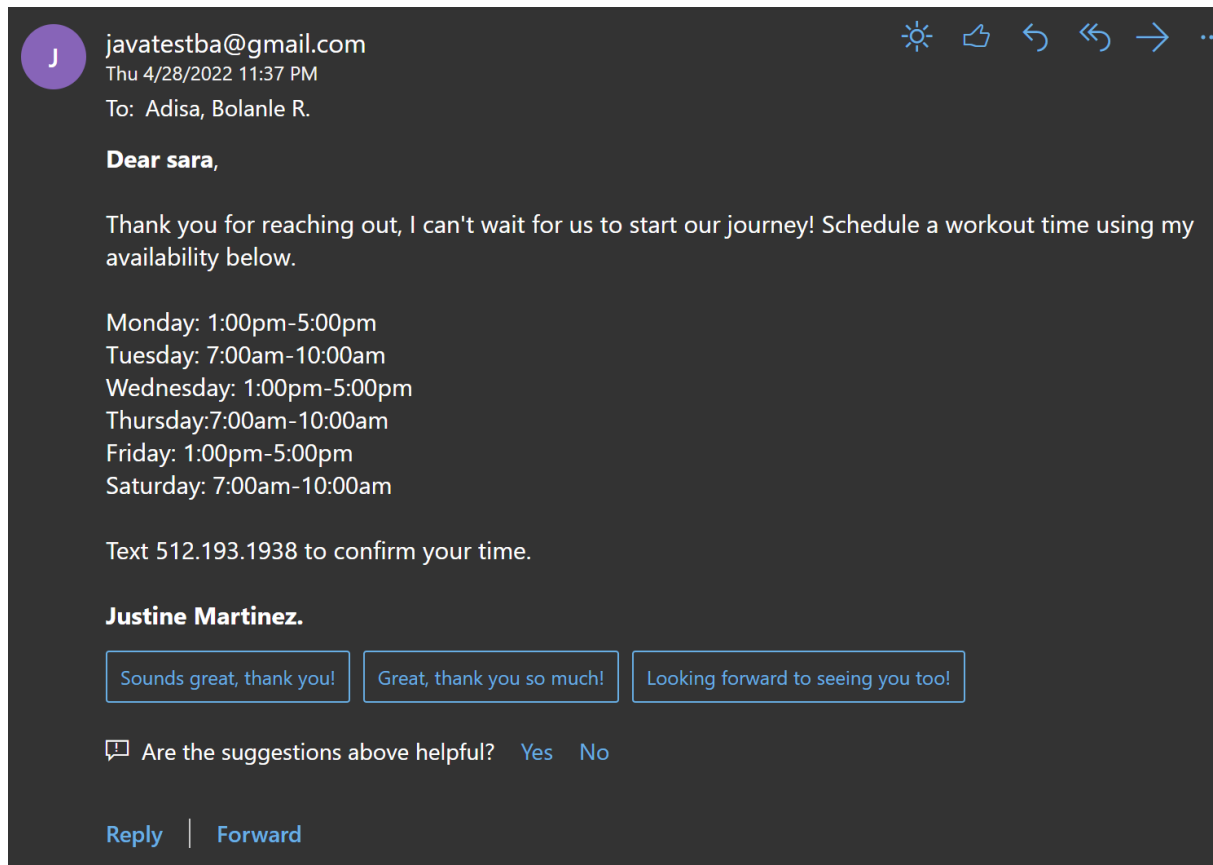 J
javatestba@gmail.com
Thu 4/28/2022 11:37 PM
To: Adisa, Bolanle R.
Dear sara,
Thank you for reaching out, I can't wait for us to start our journey! Schedule a workout time using my
availability below.
Monday: 1:00pm-5:00pm
Tuesday: 7:00am-10:00am
Wednesday: 1:00pm-5:00pm
Thursday:7:00am-10:00am
Friday: 1:00pm-5:00pm
Saturday: 7:00am-10:00am
Text 512.193.1938 to confirm your time.
Justine Martinez.
Sounds great, thank you! Great, thank you so much! Looking forward to seeing you too!
Are the suggestions above helpful? Yes No
Reply | Forward